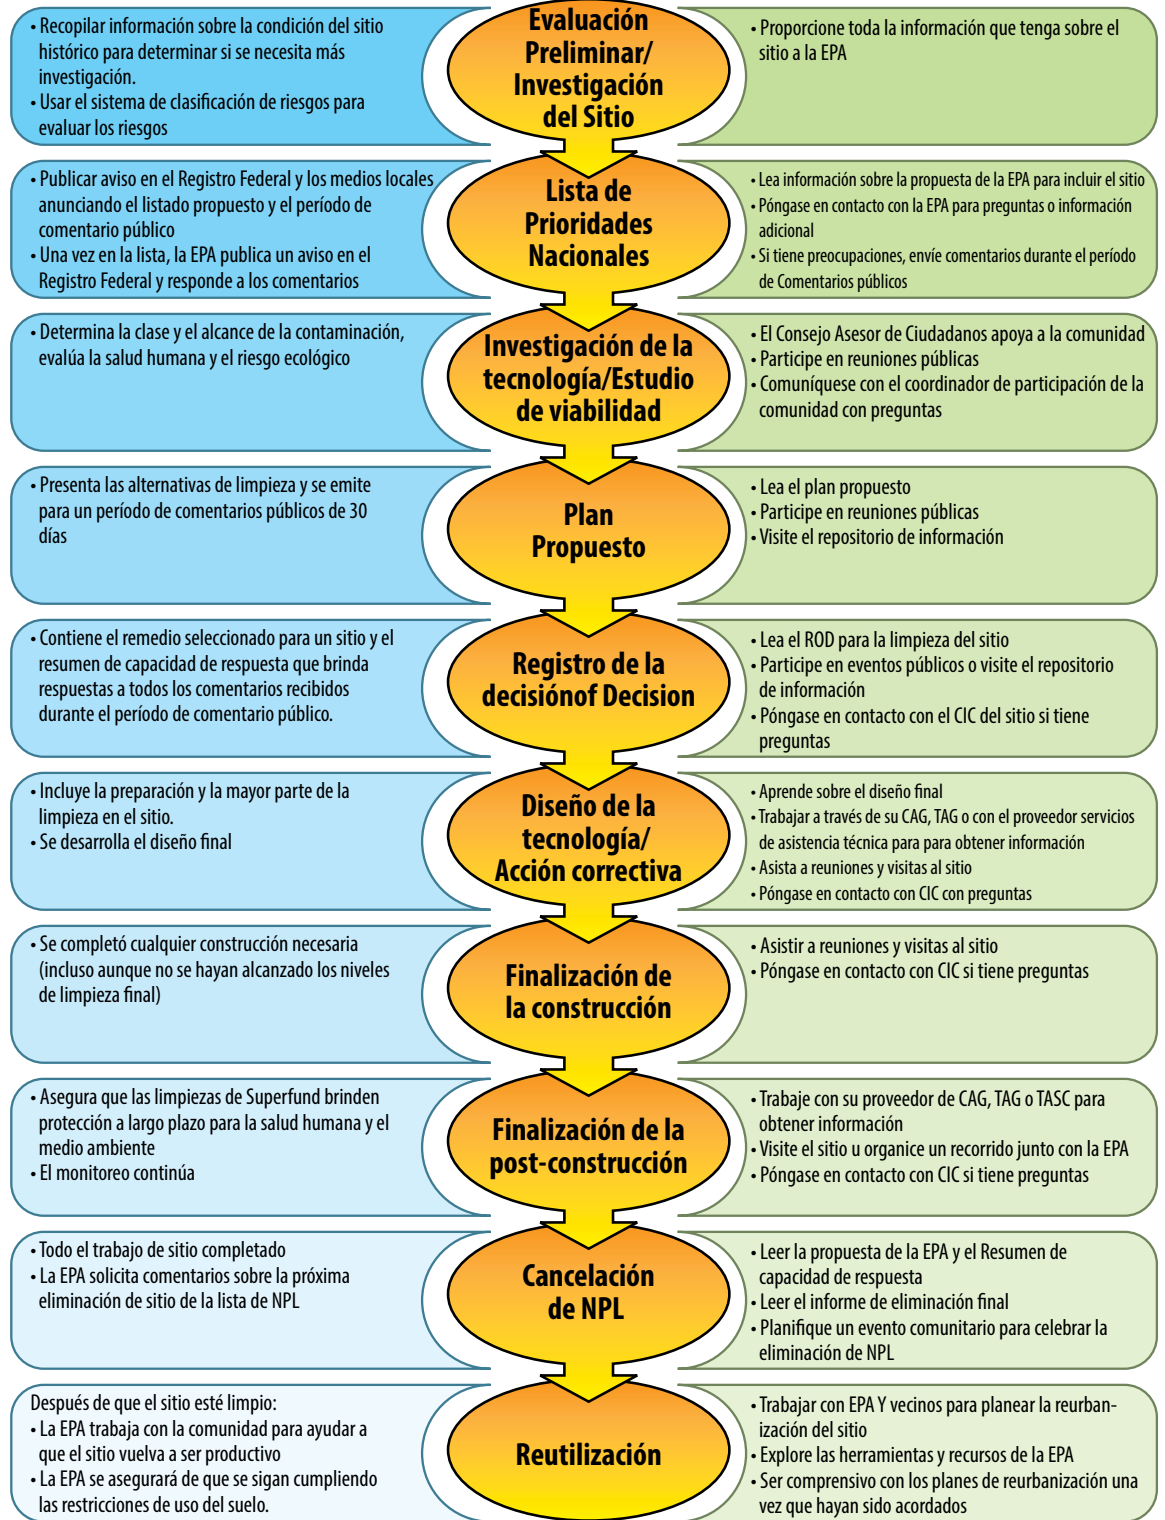 • Recopilar información sobre la condición del sitio
histórico para determinar si se necesita más
investigación.
• Usar el sistema de clasificación de riesgos para
evaluar los riesgos
Evaluación
Preliminar/
Investigación
del Sitio
• Proporcione toda la información que tenga sobre el
sitio a la EPA
• Publicar aviso en el Registro Federal y los medios locales
anunciando el listado propuesto y el período de
comentario público
• Una vez en la lista, la EPA publica un aviso en el
Registro Federal y responde a los comentarios
Lista de
Prioridades
Nacionales
• Lea información sobre la propuesta de la EPA para incluir el sitio
• Póngase en contacto con la EPA para preguntas o información
adicional
• Si tiene preocupaciones, envíe comentarios durante el período
de Comentarios públicos
• Determina la clase y el alcance de la contaminación,
evalúa la salud humana y el riesgo ecológico
Investigación de la
tecnología/Estudio
de viabilidad
• El Consejo Asesor de Ciudadanos apoya a la comunidad
• Participe en reuniones públicas
• Comuníquese con el coordinador de participación de la
comunidad con preguntas
• Presenta las alternativas de limpieza y se emite
para un período de comentarios públicos de 30
días
Plan
Propuesto
• Lea el plan propuesto
• Participe en reuniones públicas
• Visite el repositorio de información
• Contiene el remedio seleccionado para un sitio y el
resumen de capacidad de respuesta que brinda
respuestas a todos los comentarios recibidos
durante el período de comentario público.
Registro de la
decisiónof Decision
• Lea el ROD para la limpieza del sitio
• Participe en eventos públicos o visite el repositorio
de información
• Póngase en contacto con el CIC del sitio si tiene
preguntas
• Incluye la preparación y la mayor parte de la
limpieza en el sitio.
• Se desarrolla el diseño final
Diseño de la
tecnología/
Acción correctiva
• Aprende sobre el diseño final
• Trabajar a través de su CAG, TAG o con el proveedor servicios
de asistencia técnica para para obtener información
• Asista a reuniones y visitas al sitio
• Póngase en contacto con CIC con preguntas
• Se completó cualquier construcción necesaria
(incluso aunque no se hayan alcanzado los niveles
de limpieza final)
Finalización de
la construcción
• Asistir a reuniones y visitas al sitio
• Póngase en contacto con CIC si tiene preguntas
• Asegura que las limpiezas de Superfund brinden
protección a largo plazo para la salud humana y el
medio ambiente
• El monitoreo continúa
Finalización de la
post-construcción
• Trabaje con su proveedor de CAG, TAG o TASC para
obtener información
• Visite el sitio u organice un recorrido junto con la EPA
• Póngase en contacto con CIC si tiene preguntas
• Todo el trabajo de sitio completado
• La EPA solicita comentarios sobre la próxima
eliminación de sitio de la lista de NPL
Cancelación
de NPL
• Leer la propuesta de la EPA y el Resumen de
capacidad de respuesta
• Leer el informe de eliminación final
• Planifique un evento comunitario para celebrar la
eliminación de NPL
Después de que el sitio esté limpio:
• La EPA trabaja con la comunidad para ayudar a
que el sitio vuelva a ser productivo
• La EPA se asegurará de que se sigan cumpliendo
las restricciones de uso del suelo.
Reutilización
• Trabajar con EPA Y vecinos para planear la reurban-
ización del sitio
• Explore las herramientas y recursos de la EPA
• Ser comprensivo con los planes de reurbanización una
vez que hayan sido acordados